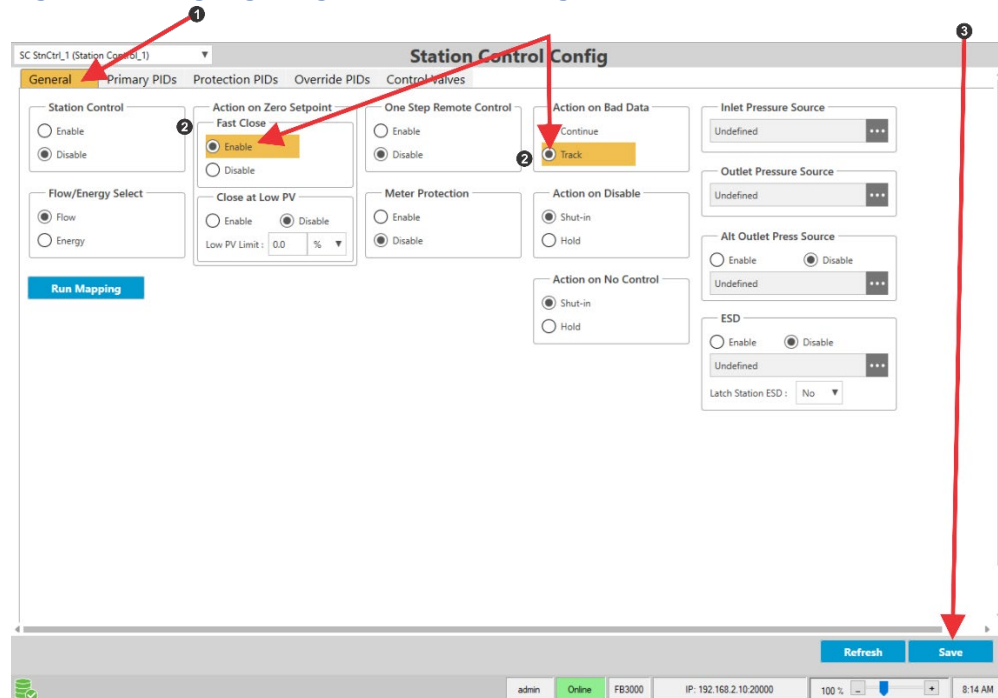 1
3
SC StnCtrl_1 (Station Control_1)
Station Control Config
General Primary PIDs Protection PIDs Override PIDs Control Valves
Station Control
Enable
Disable
Flow/Energy Select
Flow
Energy
Run Mapping
Action on Zero Setpoint
Fast Close
2
Enable
Disable
Close at Low PV
Enable Disable
Low PV Limit : 0.0 %
One Step Remote Control
Enable
Disable
Meter Protection
Enable
Disable
Action on Bad Data
Continue
2
Track
Action on Disable
Shut-in
Hold
Action on No Control
Shut-in
Hold
Inlet Pressure Source
Undefined ...
Outlet Pressure Source
Undefined ...
Alt Outlet Press Source
Enable Disable
Undefined ...
ESD
Enable Disable
Undefined ...
Latch Station ESD : No
Refresh Save
admin Online FB3000 IP: 192.168.2.10:20000 100 % - + 8:14 AM